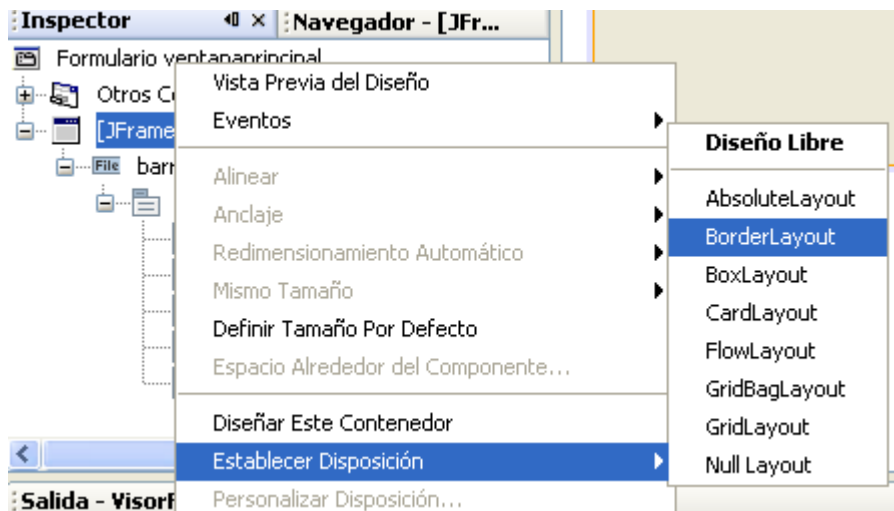 Inspector
Navegador - [JFr...
Formulario ventanaprincipal
Otros
[JFrame
File
Vista Previa del Diseño
Eventos
Alinear
Anclaje
Redimensionamiento Automático
Mismo Tamaño
Definir Tamaño Por Defecto
Espacio Alrededor del Componente...
Diseñar Este Contenedor
Establecer Disposición
Personalizar Disposición...
Diseño Libre
AbsoluteLayout
BorderLayout
BoxLayout
CardLayout
FlowLayout
GridBagLayout
GridLayout
Null Layout
Salida -